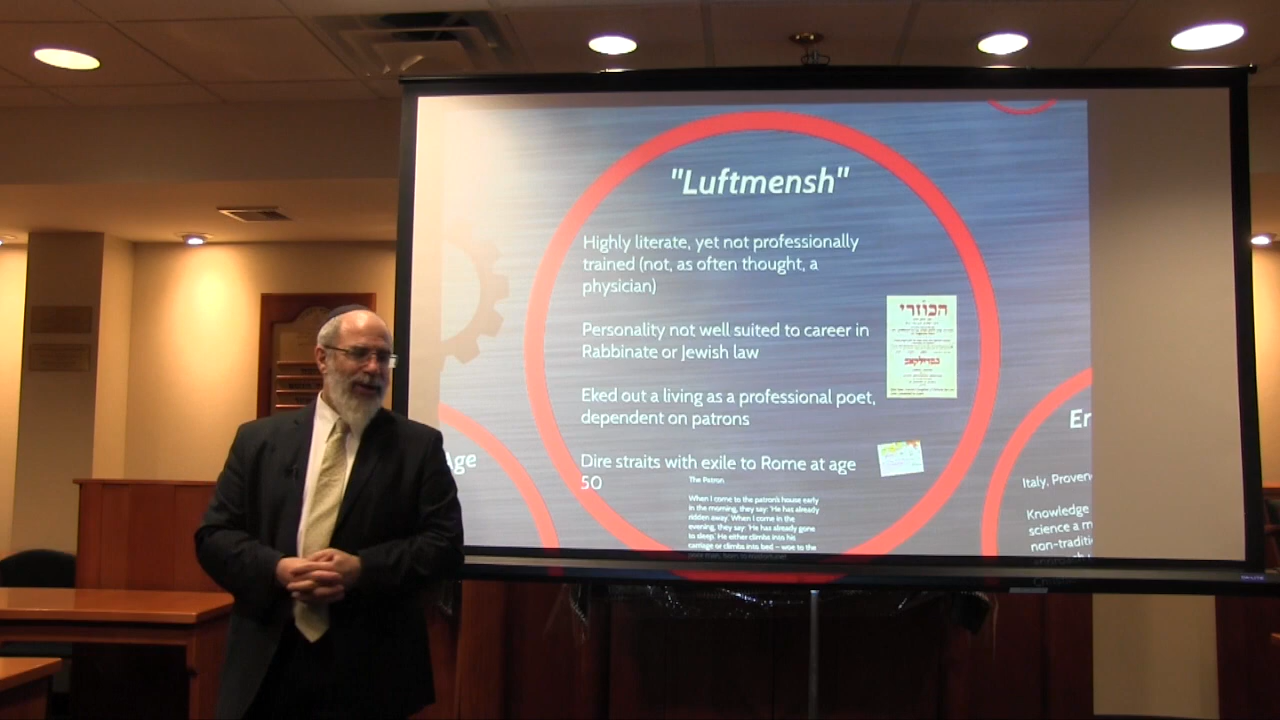 "Luftmensh"
Highly literate, yet not professionally
trained (not, as often thought, a
physician)
Personality not well suited to career in
Rabbinate or Jewish law
Eked out a living as a professional poet,
dependent on patrons
Dire straits with exile to Rome at age
50
The Patron
When I come to the patron's house early
in the morning, they say: 'He has already
ridden away.' When I come in the
evening, they say: 'He has already gone
to sleep.' He either climbs into his
carriage or climbs into bed – woe to the
הכוזרי
Age
Er
Italy, Proven
Knowledge
science a m
non-traditi